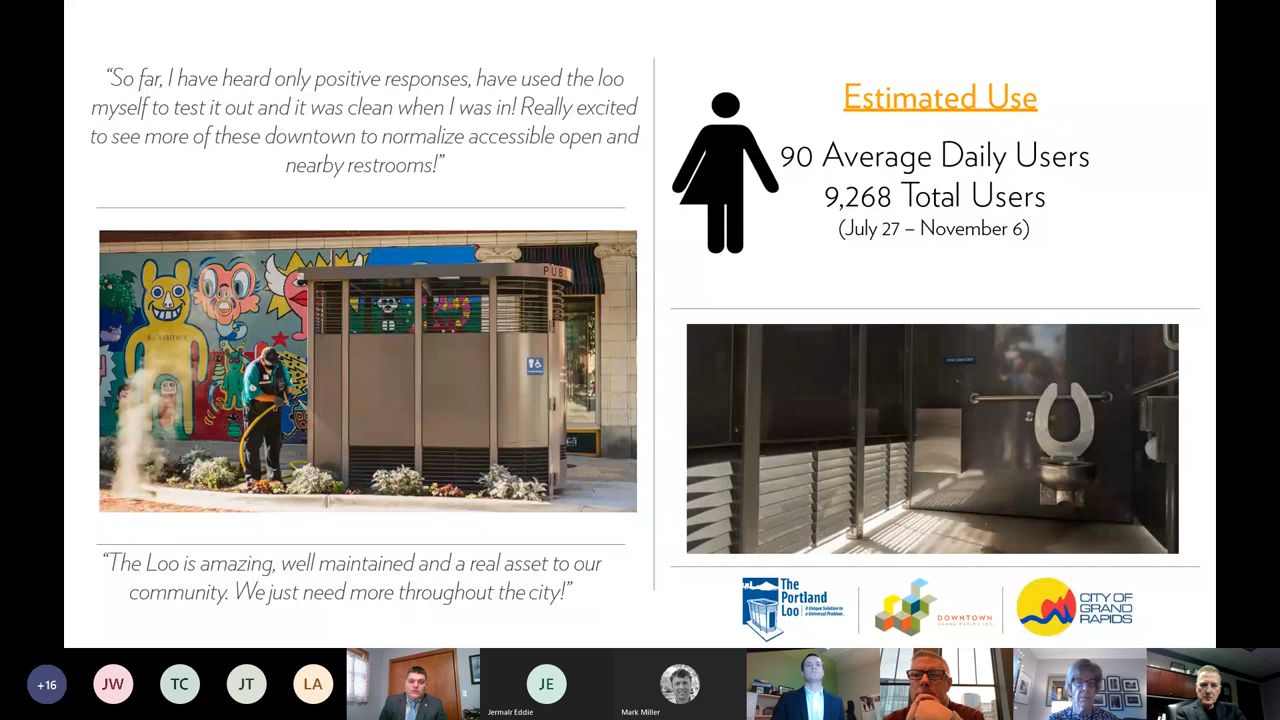 “So far, I have heard only positive responses, have used the loo
myself to test it out and it was clean when I was in! Really excited
to see more of these downtown to normalize accessible open and
nearby restrooms!”
PUB
“The Loo is amazing, well maintained and a real asset to our
community. We just need more throughout the city!”
Estimated Use
90 Average Daily Users
9,268 Total Users
(July 27 – November 6)
The
Portland
Loo
A Unique Solution to
a Universal Problem
DOWNTOWN
GRAND RAPIDS INC.
CITY OF
GRAND
RAPIDS
+16
JW
TC
JT
LA
JE
Jermalr Eddie
Mark Miller